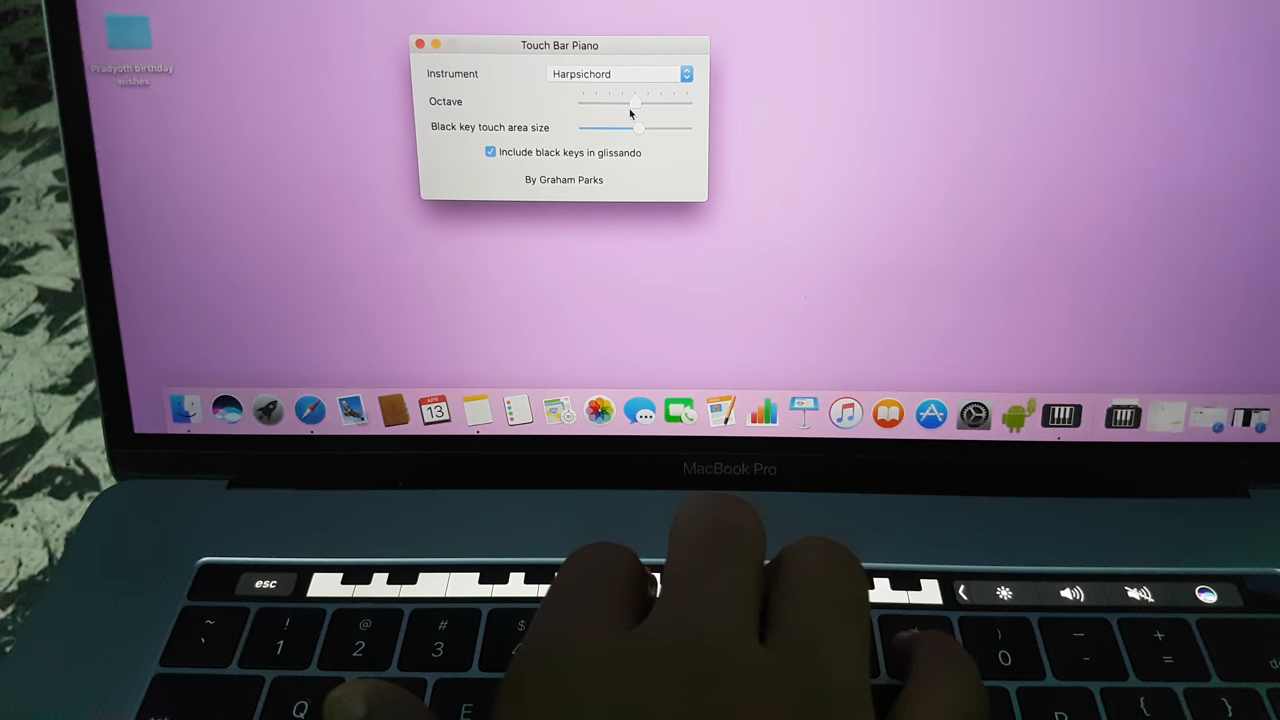 Pradyoth birthday
wishes
Touch Bar Piano
Instrument
Harpsichord
Octave
Black key touch area size
Include black keys in glissando
By Graham Parks
APR
13
MacBook Pro
esc
~
`
!
1
@
2
#
3
$
)
0
_
-
+
=
Q
E
{
[
}